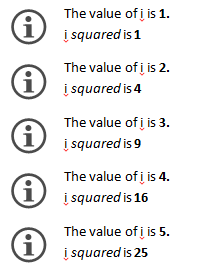 The value of i is 1.
i squared is 1
The value of i is 2.
i squared is 4
The value of i is 3.
i squared is 9
The value of i is 4.
i squared is 16
The value of i is 5.
i squared is 25